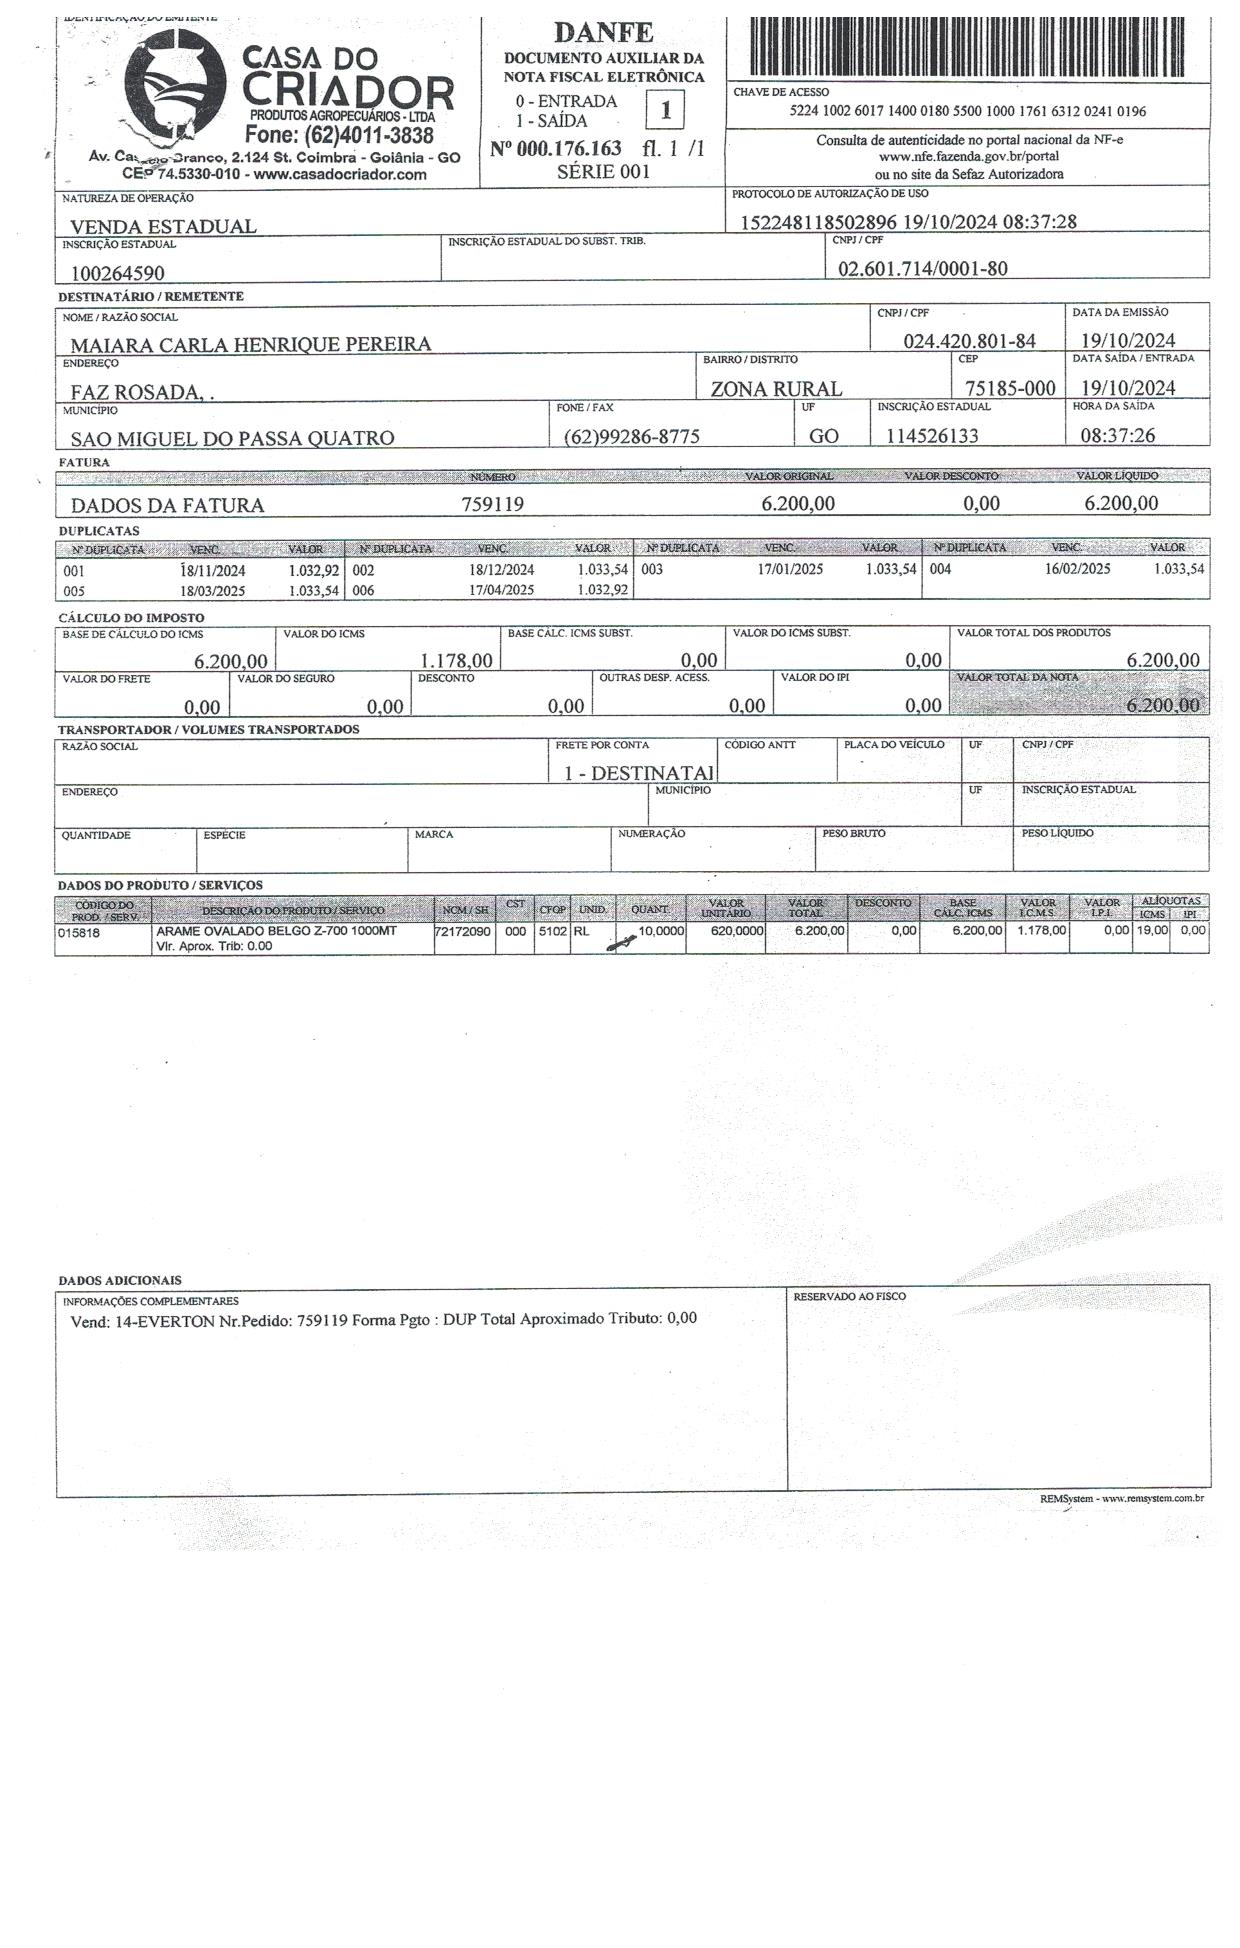 IDENTIFICAÇÃO DO EMITENTE
CASA DO
CRIADOR
PRODUTOS AGROPECUÁRIOS - LTDA
Fone: (62)4011-3838
Av. Branco, 2.124 St. Coimbra - Goiânia - GO
CEP 74.5330-010 - www.casadocriador.com
DANFE
DOCUMENTO AUXILIAR DA
NOTA FISCAL ELETRÔNICA
0 - ENTRADA
1 - SAÍDA
1
Nº 000.176.163 fl. 1 /1
SÉRIE 001
CHAVE DE ACESSO
5224 1002 6017 1400 0180 5500 1000 1761 6312 0241 0196
Consulta de autenticidade no portal nacional da NF-e
www.nfe.fazenda.gov.br/portal
ou no site da Sefaz Autorizadora
NATUREZA DE OPERAÇÃO
VENDA ESTADUAL
PROTOCOLO DE AUTORIZAÇÃO DE USO
152248118502896 19/10/2024 08:37:28
INSCRIÇÃO ESTADUAL
100264590
INSCRIÇÃO ESTADUAL DO SUBST. TRIB.
CNPJ / CPF
02.601.714/0001-80
DESTINATÁRIO / REMETENTE
NOME / RAZÃO SOCIAL
MAIARA CARLA HENRIQUE PEREIRA
CNPJ / CPF
024.420.801-84
DATA DA EMISSÃO
19/10/2024
ENDEREÇO
FAZ ROSADA, .
BAIRRO / DISTRITO
ZONA RURAL
CEP
75185-000
DATA SAÍDA / ENTRADA
19/10/2024
MUNICÍPIO
SAO MIGUEL DO PASSA QUATRO
FONE / FAX
(62)99286-8775
UF
GO
INSCRIÇÃO ESTADUAL
114526133
HORA DA SAÍDA
08:37:26
FATURA
NÚMERO VALOR ORIGINAL VALOR DESCONTO VALOR LÍQUIDO
DADOS DA FATURA 759119 6.200,00 0,00 6.200,00
DUPLICATAS
Nº DUPLICATA VENC. VALOR Nº DUPLICATA VENC. VALOR Nº DUPLICATA VENC. VALOR Nº DUPLICATA VENC. VALOR
001 18/11/2024 1.032,92 002 18/12/2024 1.033,54 003 17/01/2025 1.033,54 004 16/02/2025 1.033,54
005 18/03/2025 1.033,54 006 17/04/2025 1.032,92
CÁLCULO DO IMPOSTO
BASE DE CÁLCULO DO ICMS VALOR DO ICMS BASE CÁLC. ICMS SUBST. VALOR DO ICMS SUBST. VALOR TOTAL DOS PRODUTOS
6.200,00 1.178,00 0,00 0,00 6.200,00
VALOR DO FRETE VALOR DO SEGURO DESCONTO OUTRAS DESP. ACESS. VALOR DO IPI VALOR TOTAL DA NOTA
0,00 0,00 0,00 0,00 0,00 6.200,00
TRANSPORTADOR / VOLUMES TRANSPORTADOS
RAZÃO SOCIAL FRETE POR CONTA CÓDIGO ANTT PLACA DO VEÍCULO UF CNPJ / CPF
1 - DESTINATAI
ENDEREÇO MUNICÍPIO UF INSCRIÇÃO ESTADUAL
QUANTIDADE ESPÉCIE MARCA NUMERAÇÃO PESO BRUTO PESO LÍQUIDO
DADOS DO PRODUTO / SERVIÇOS
CÓDIGO DO PROD. / SERV. DESCRIÇÃO DO PRODUTO / SERVIÇO NCM / SH CST CFOP UNID. QUANT. VALOR UNITÁRIO VALOR TOTAL DESCONTO BASE CÁLC. ICMS VALOR I.C.M.S. VALOR I.P.I. ALÍQUOTAS ICMS IPI
015818 ARAME OVALADO BELGO Z-700 1000MT 72172090 000 5102 RL 10,0000 620,0000 6.200,00 0,00 6.200,00 1.178,00 0,00 19,00 0,00
Vlr. Aprox. Trib: 0.00
DADOS ADICIONAIS
INFORMAÇÕES COMPLEMENTARES
Vend: 14-EVERTON Nr.Pedido: 759119 Forma Pgto : DUP Total Aproximado Tributo: 0,00
RESERVADO AO FISCO
REMSystem - www.remsystem.com.br